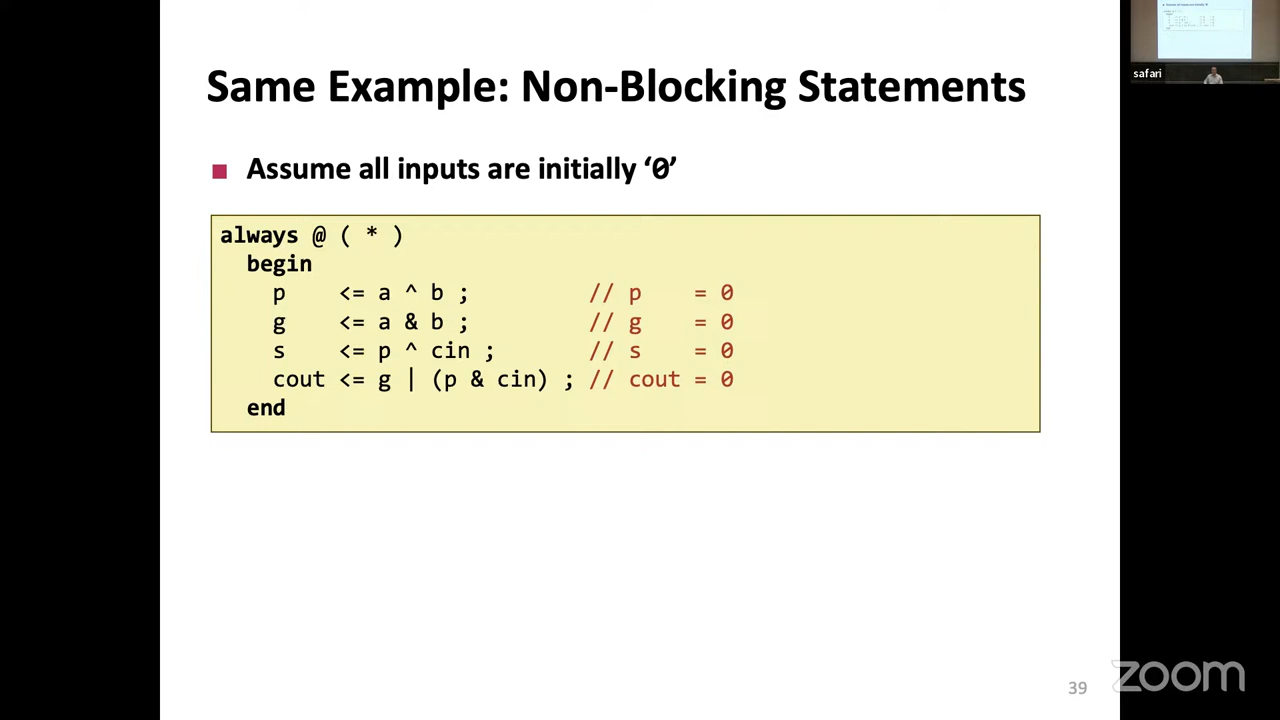 Same Example: Non-Blocking Statements
Assume all inputs are initially ‘0’
always @ ( * )
begin
p <= a ^ b ; // p = 0
g <= a & b ; // g = 0
s <= p ^ cin ; // s = 0
cout <= g | (p & cin) ; // cout = 0
end
39
safari
zoom